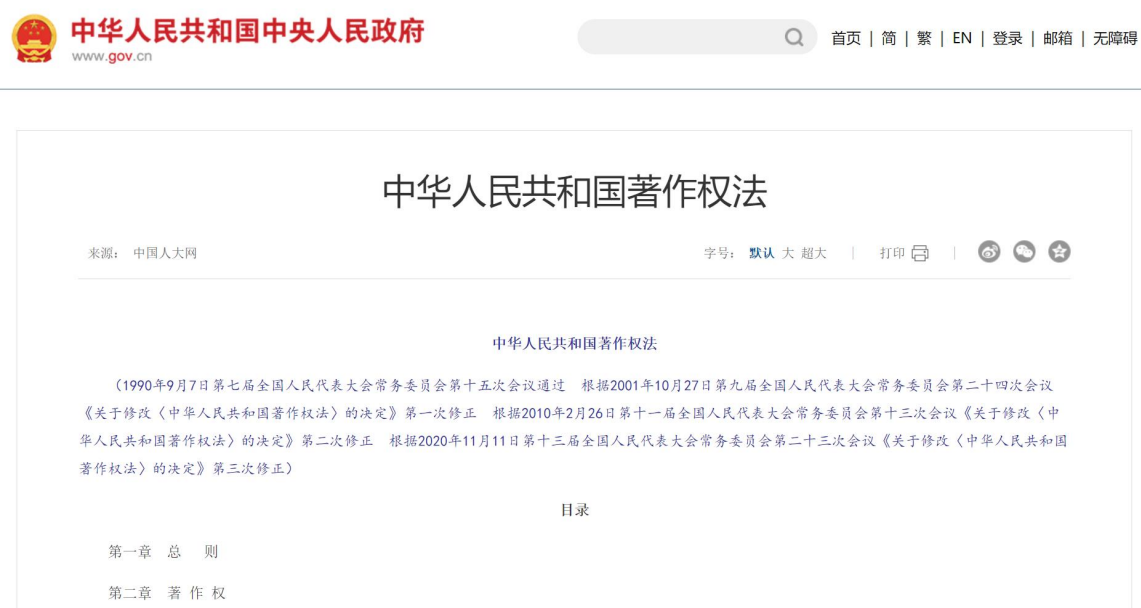 中华人民共和国中央人民政府
www.gov.cn
首页 | 简 | 繁 | EN | 登录 | 邮箱 | 无障碍
中华人民共和国著作权法
来源： 中国人大网 字号： 默认 大 超大 | 打印 |
中华人民共和国著作权法
（1990年9月7日第七届全国人民代表大会常务委员会第十五次会议通过 根据2001年10月27日第九届全国人民代表大会常务委员会第二十四次会议
《关于修改〈中华人民共和国著作权法〉的决定》第一次修正 根据2010年2月26日第十一届全国人民代表大会常务委员会第十三次会议《关于修改〈中
华人民共和国著作权法〉的决定》第二次修正 根据2020年11月11日第十三届全国人民代表大会常务委员会第二十三次会议《关于修改〈中华人民共和国
著作权法〉的决定》第三次修正）
目录
第一章 总 则
第二章 著 作 权